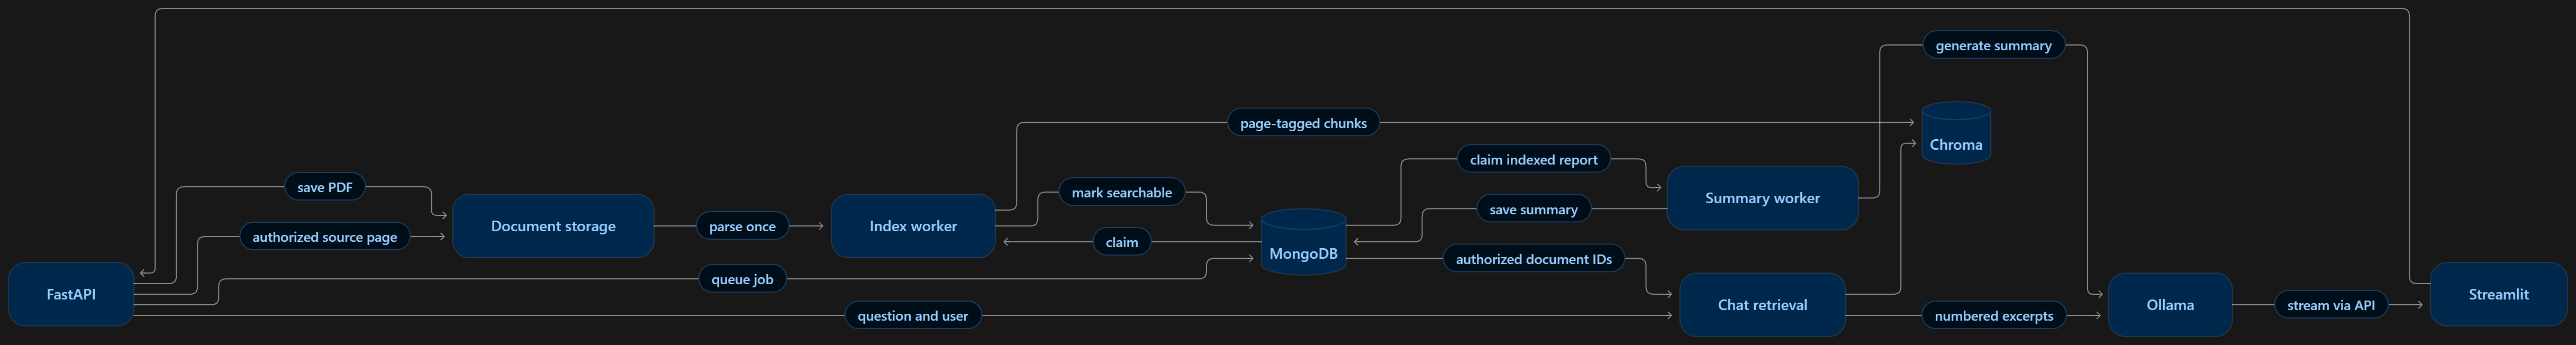 generate summary
page-tagged chunks
Chroma
claim indexed report
save PDF
mark searchable
Summary worker
save summary
Document storage
parse once
Index worker
authorized source page
claim
MongoDB
authorized document IDs
queue job
FastAPI
Streamlit
Chat retrieval
Ollama
stream via API
question and user
numbered excerpts